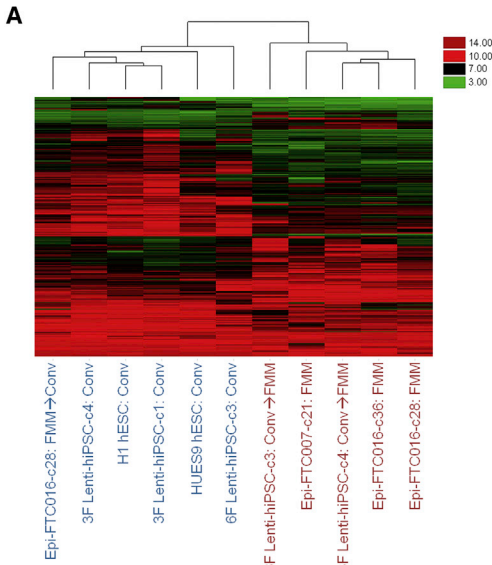 A
14.00
10.00
7.00
3.00
Epi-FTC016-c28: FMM→Conv
3F Lenti-hiPSC-c4: Conv
H1 hESC: Conv
3F Lenti-hiPSC-c1: Conv
HUES9 hESC: Conv
6F Lenti-hiPSC-c3: Conv
F Lenti-hiPSC-c3: Conv→FMM
Epi-FTC007-c21: FMM
F Lenti-hiPSC-c4: Conv→FMM
Epi-FTC016-c36: FMM
Epi-FTC016-c28: FMM